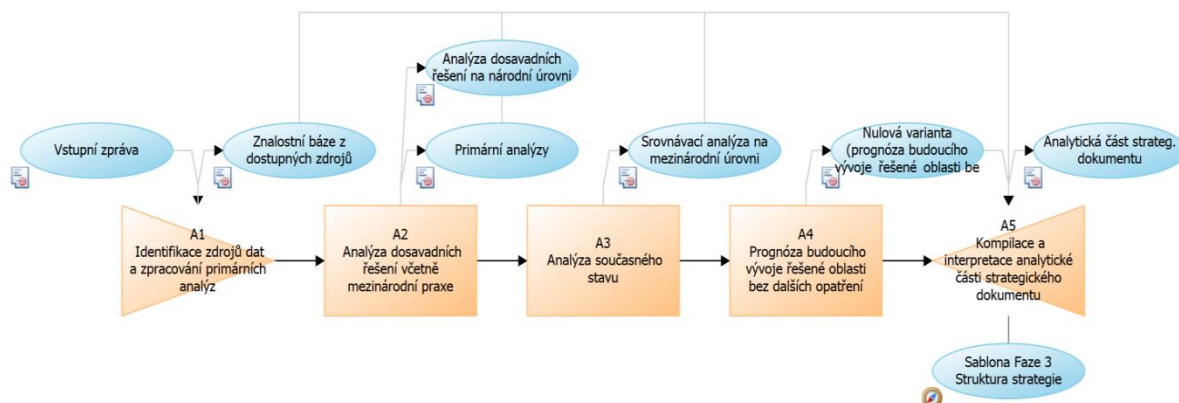 Analýza dosavadních
řešení na národní úrovni
Vstupní zpráva
Znalostní báze z
dostupných zdrojů
Primární analýzy
Srovnávací analýza na
mezinárodní úrovni
Nulová varianta
(prognóza budoucího
vývoje řešené oblasti be
Analytická část strateg.
dokumentu
A1
Identifikace zdrojů dat
a zpracování primárních
analýz
A2
Analýza dosavadních
řešení včetně
mezinárodní praxe
A3
Analýza současného
stavu
A4
Prognóza budoucího
vývoje řešené oblasti
bez dalších opatření
A5
Kompilace a
interpretace analytické
části strategického
dokumentu
Sablona Faze 3
Struktura strategie